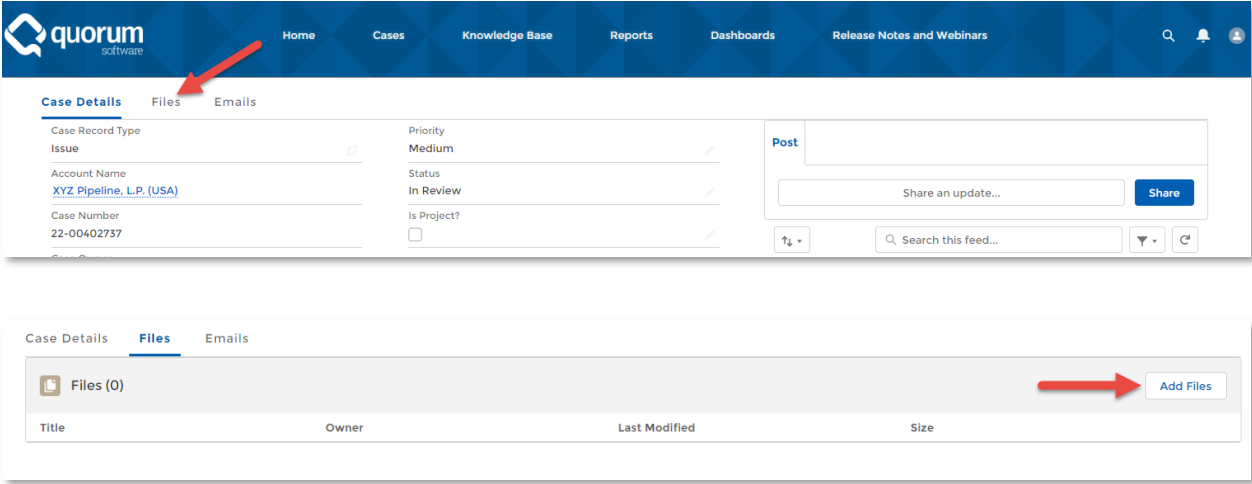 quorum
software
Home Cases Knowledge Base Reports Dashboards Release Notes and Webinars
Case Details Files Emails
Case Record Type
Issue
Account Name
XYZ Pipeline, L.P. (USA)
Case Number
22-00402737
Priority
Medium
Status
In Review
Is Project?
Post
Share an update...
Share
Search this feed...
Case Details Files Emails
Files (0)
Add Files
Title Owner Last Modified Size